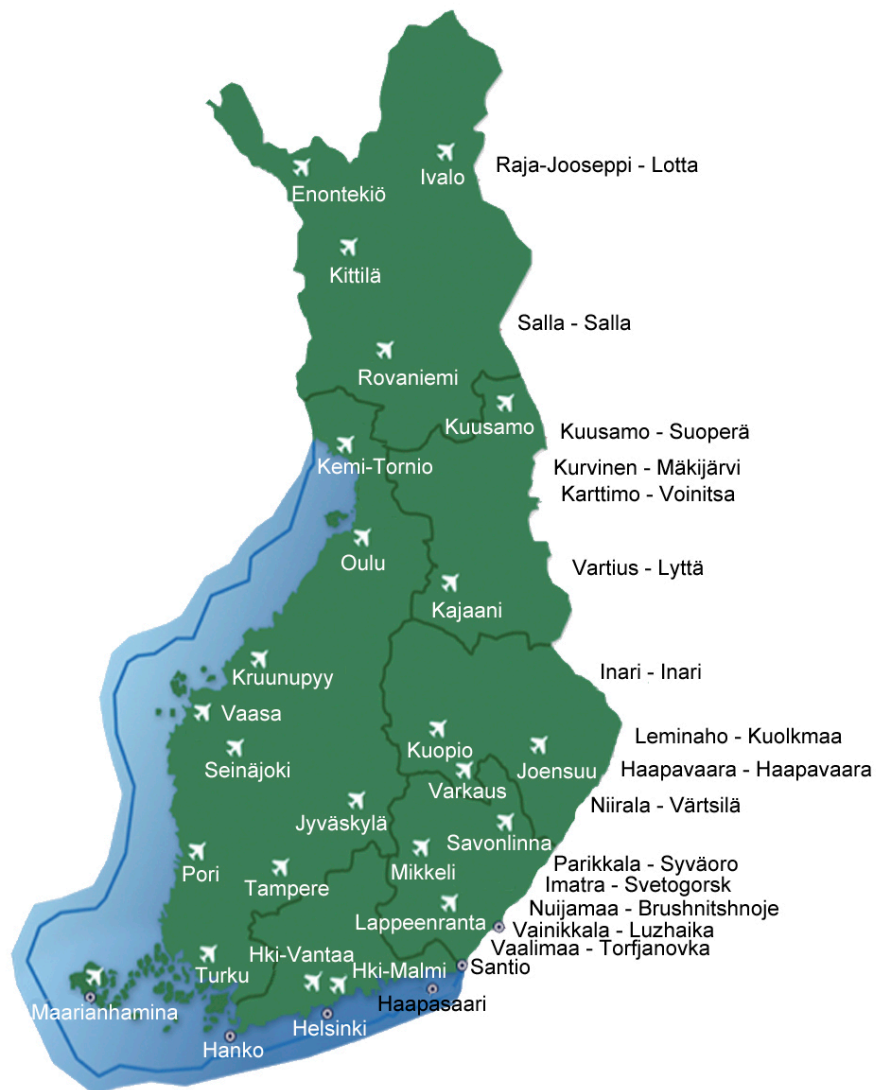 Ivalo
Raja-Jooseppi - Lotta
Enontekiö
Kittilä
Salla - Salla
Rovaniemi
Kuusamo
Kuusamo - Suoperä
Kemi-Tornio
Kurvinen - Mäkijärvi
Karttimo - Voinitsa
Oulu
Vartius - Lyttä
Kajaani
Inari - Inari
Kruunupyy
Vaasa
Leminaho - Kuolkmaa
Kuopio
Joensuu
Seinäjoki
Haapavaara - Haapavaara
Varkaus
Niirala - Värtsilä
Jyväskylä
Savonlinna
Parikkala - Syväoro
Mikkeli
Pori
Tampere
Imatra - Svetogorsk
Nuijamaa - Brushnitshnoje
Lappeenranta
Vainikkala - Luzhaika
Vaalimaa - Torfjanovka
Hki-Vantaa
Santio
Hki-Malmi
Turku
Haapasaari
Maarianhamina
Helsinki
Hanko